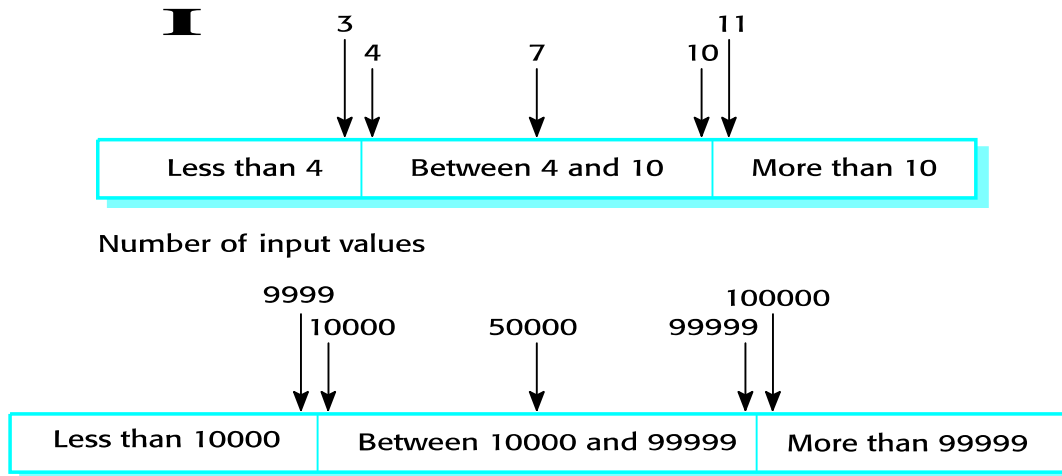 I
3 11
4 7 10
Less than 4 Between 4 and 10 More than 10
Number of input values
9999 100000
10000 50000 99999
Less than 10000 Between 10000 and 99999 More than 99999